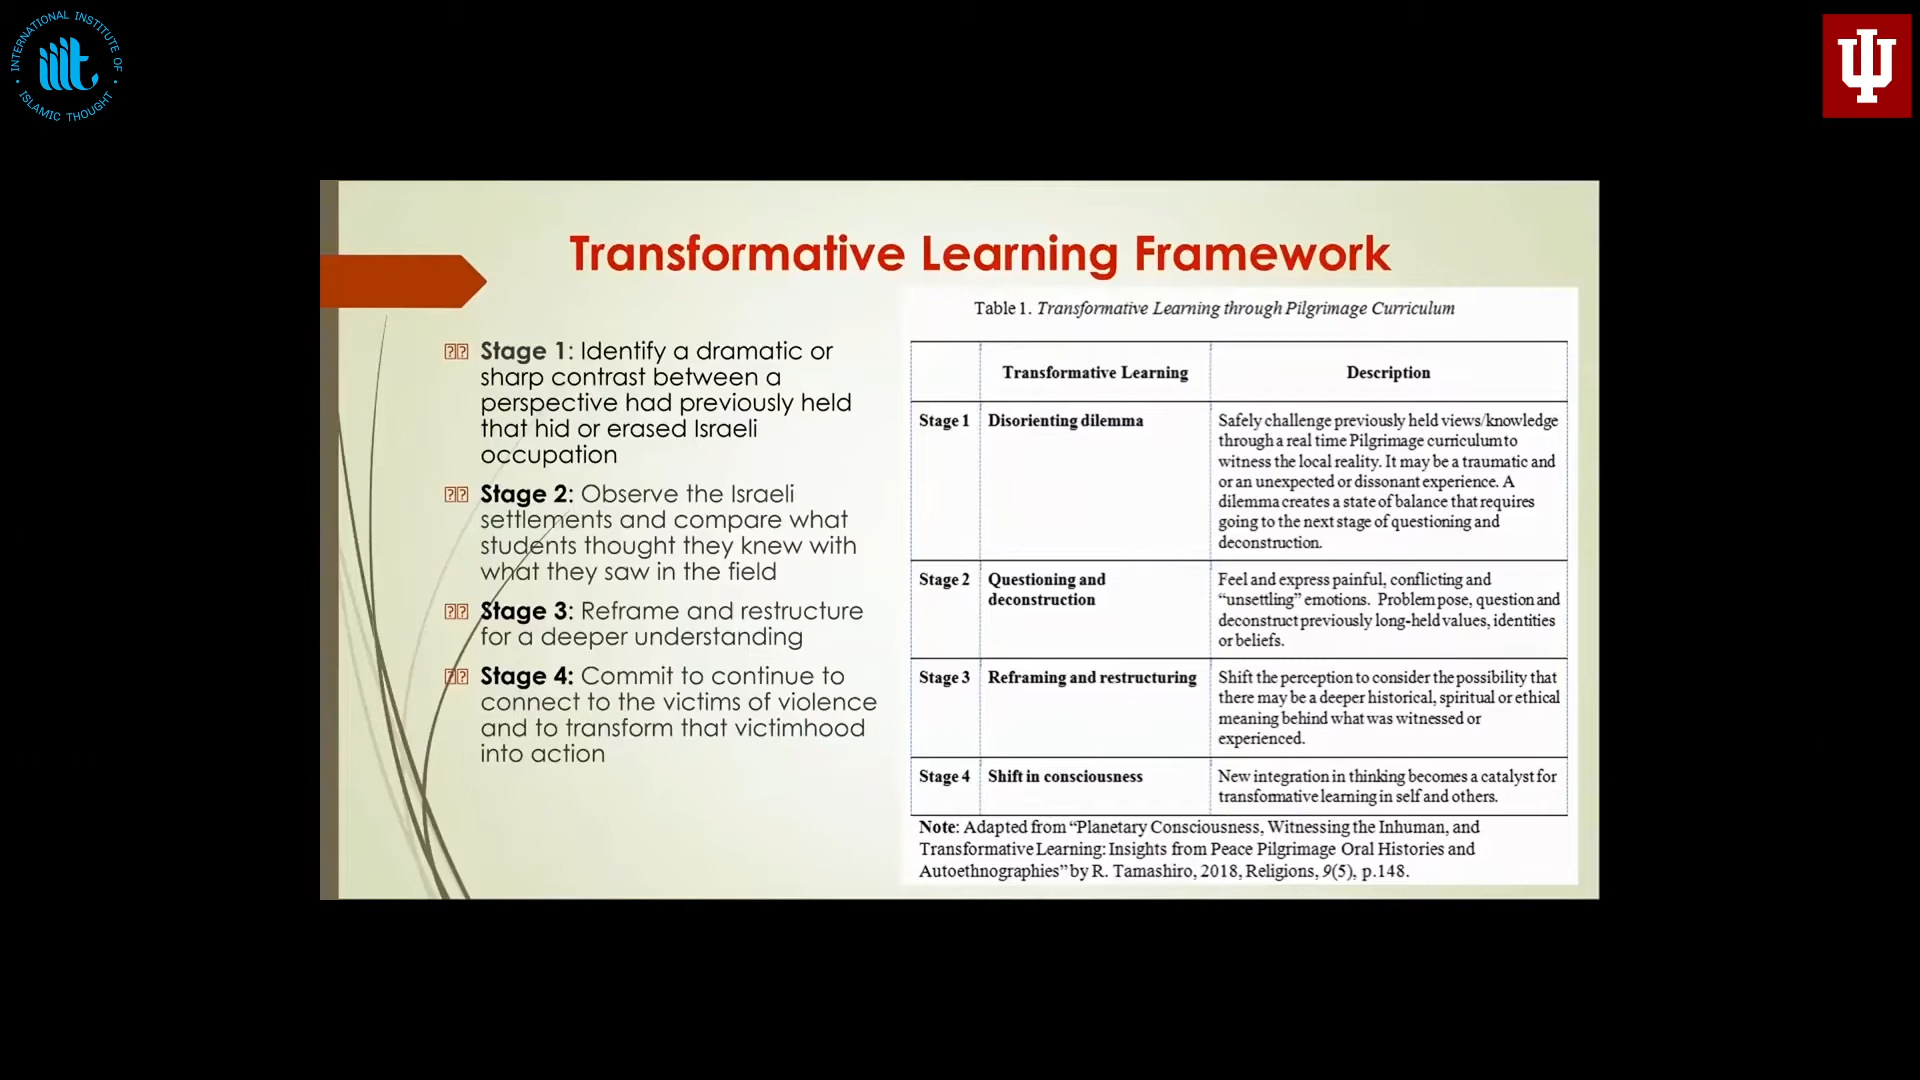 INTERNATIONAL INSTITUTE OF
ISLAMIC THOUGHT
iiit
Transformative Learning Framework
Stage 1: Identify a dramatic or
sharp contrast between a
perspective had previously held
that hid or erased Israeli
occupation
Stage 2: Observe the Israeli
settlements and compare what
students thought they knew with
what they saw in the field
Stage 3: Reframe and restructure
for a deeper understanding
Stage 4: Commit to continue to
connect to the victims of violence
and to transform that victimhood
into action
Table 1. Transformative Learning through Pilgrimage Curriculum
Transformative Learning Description
Stage 1 Disorienting dilemma Safely challenge previously held views/knowledge
through a real time Pilgrimage curriculum to
witness the local reality. It may be a traumatic and
or an unexpected or dissonant experience. A
dilemma creates a state of balance that requires
going to the next stage of questioning and
deconstruction.
Stage 2 Questioning and Feel and express painful, conflicting and
deconstruction "unsettling" emotions. Problem pose, question and
deconstruct previously long-held values, identities
or beliefs.
Stage 3 Reframing and restructuring Shift the perception to consider the possibility that
there may be a deeper historical, spiritual or ethical
meaning behind what was witnessed or
experienced.
Stage 4 Shift in consciousness New integration in thinking becomes a catalyst for
transformative learning in self and others.
Note: Adapted from "Planetary Consciousness, Witnessing the Inhuman, and
Transformative Learning: Insights from Peace Pilgrimage Oral Histories and
Autoethnographies" by R. Tamashiro, 2018, Religions, 9(5), p.148.